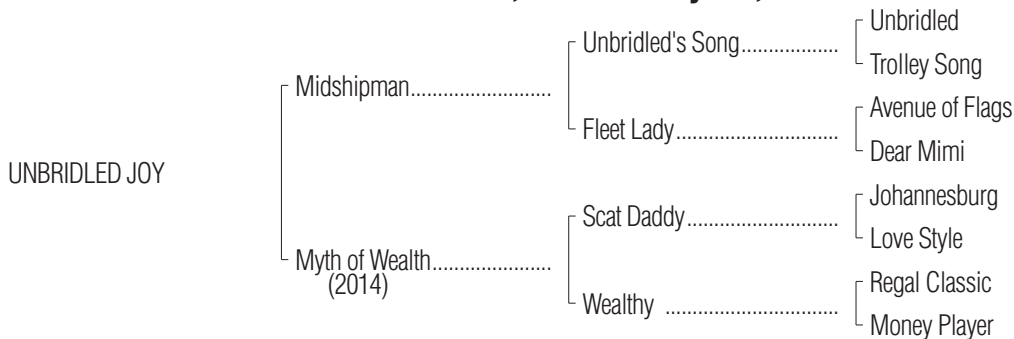 Unbridled
Unbridled's Song..................
Trolley Song
Midshipman..........................
Avenue of Flags
Fleet Lady..............................
Dear Mimi
UNBRIDLED JOY
Johannesburg
Scat Daddy............................
Love Style
Myth of Wealth......................
(2014)
Regal Classic
Wealthy ................................
Money Player